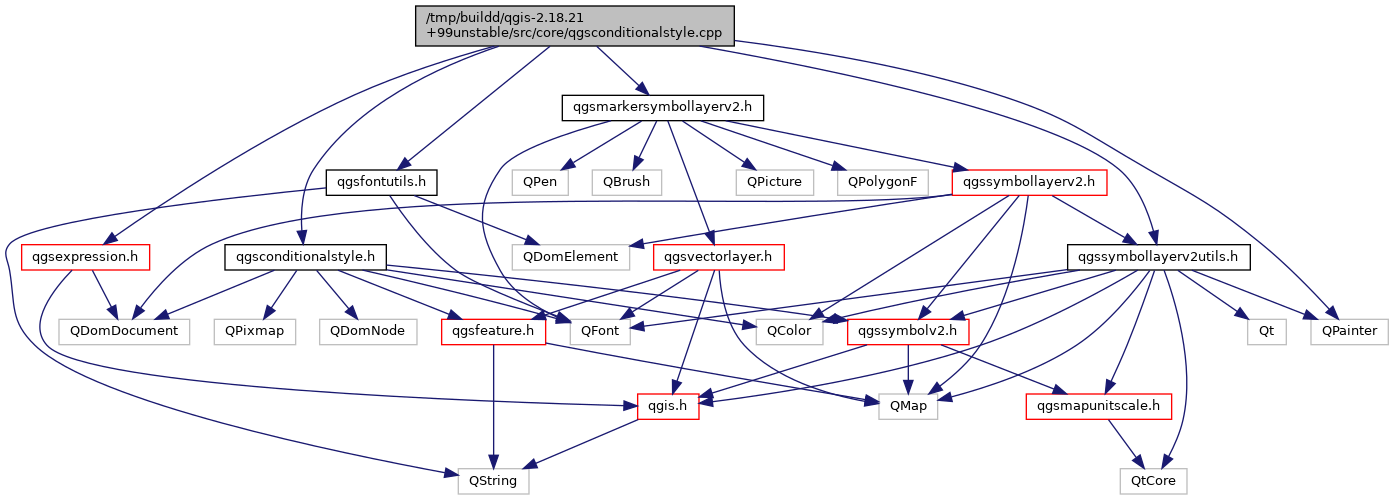 /tmp/buildd/qgis-2.18.21
+99unstable/src/core/qgsconditionalstyle.cpp
qgsmarkersymbollayerv2.h
qgsfontutils.h
QPen
QBrush
QPicture
QPolygonF
qgssymbollayerv2.h
qgsexpression.h
qgsconditionalstyle.h
QDomElement
qgsvectorlayer.h
qgssymbollayerv2utils.h
QDomDocument
QPixmap
QDomNode
qgsfeature.h
QFont
QColor
qgssymbolv2.h
Qt
QPainter
qgis.h
QMap
qgsmapunitscale.h
QString
QtCore